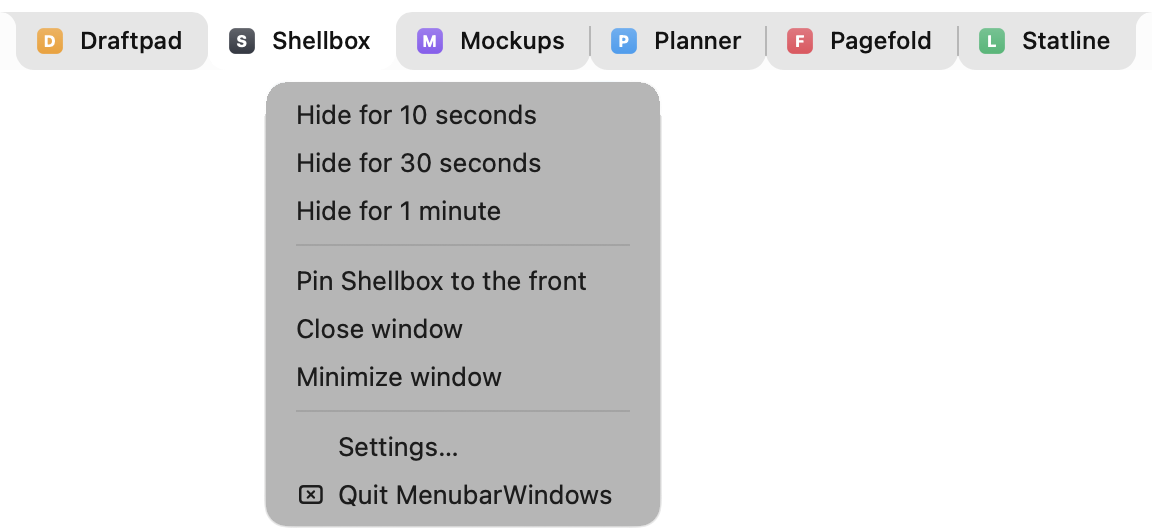 D Draftpad S Shellbox M Mockups P Planner F Pagefold L Statline
Hide for 10 seconds
Hide for 30 seconds
Hide for 1 minute
Pin Shellbox to the front
Close window
Minimize window
Settings...
Quit MenubarWindows